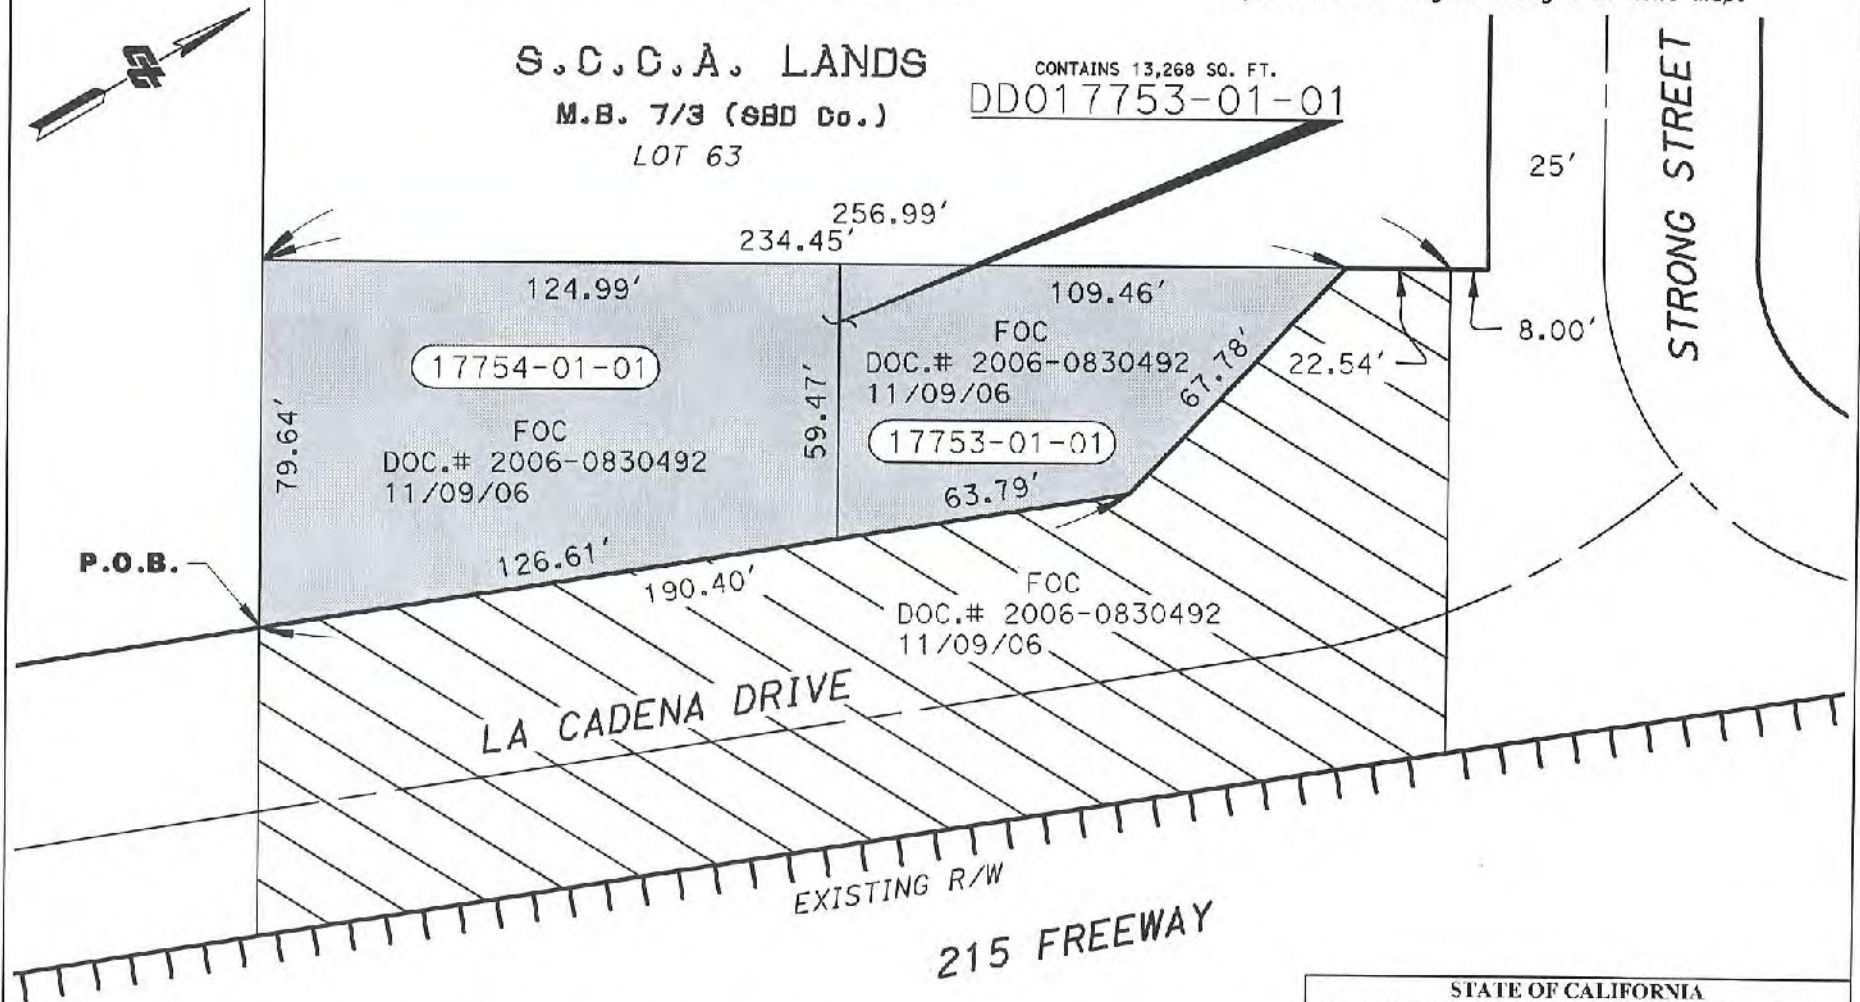 S.C.C.A. LANDS
M.B. 7/3 (SBD Co.)
LOT 63
CONTAINS 13,268 SQ. FT.
DD017753-01-01
STRONG STREET
25'
256.99'
234.45'
124.99'
109.46'
8.00'
22.54'
17754-01-01
FOC
DOC.# 2006-0830492
11/09/06
79.64'
59.47'
FOC
DOC.# 2006-0830492
11/09/06
17753-01-01
67.78'
63.79'
P.O.B.
126.61'
190.40'
FOC
DOC.# 2006-0830492
11/09/06
LA CADENA DRIVE
EXISTING R/W
215 FREEWAY
STATE OF CALIFORNIA